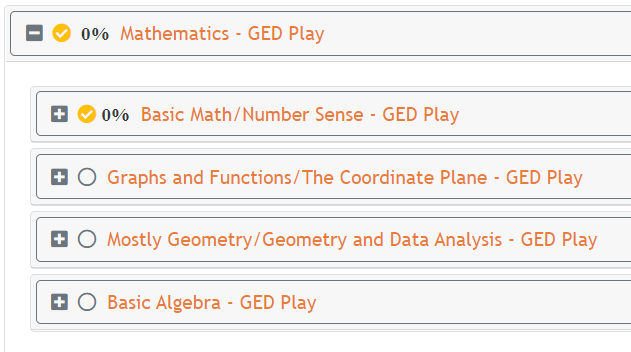 0% Mathematics - GED Play
0% Basic Math/Number Sense - GED Play
Graphs and Functions/The Coordinate Plane - GED Play
Mostly Geometry/Geometry and Data Analysis - GED Play
Basic Algebra - GED Play